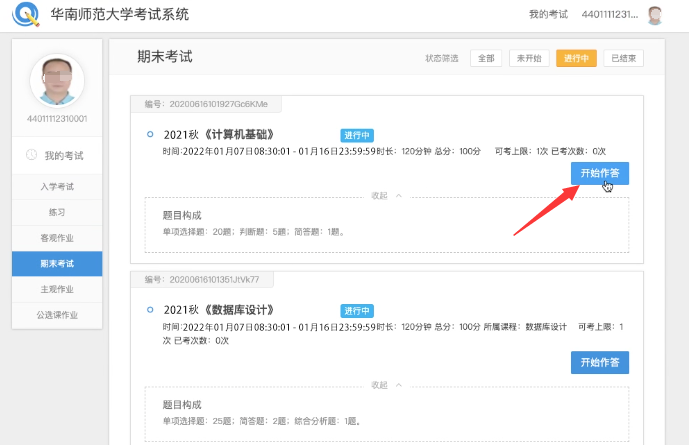 华南师范大学考试系统
我的考试 4401111231...
44011112310001
我的考试
入学考试
练习
客观作业
期末考试
主观作业
公选课作业
期末考试
状态筛选 全部 未开始 进行中 已结束
编号：20200616101927Gc6KMe
2021秋《计算机基础》 进行中
时间:2022年01月07日08:30:01 - 01月16日23:59:59时长：120分钟 总分：100分 可考上限：1次 已考次数：0次
开始作答
收起
题目构成
单项选择题：20题；判断题：5题；简答题：1题。
编号：20200616101351JtVk77
2021秋《数据库设计》 进行中
时间:2022年01月07日08:30:01 - 01月16日23:59:59时长：120分钟 总分：100分 所属课程：数据库设计 可考上限：1
次 已考次数：0次
开始作答
收起
题目构成
单项选择题：25题；简答题：2题；综合分析题：1题。